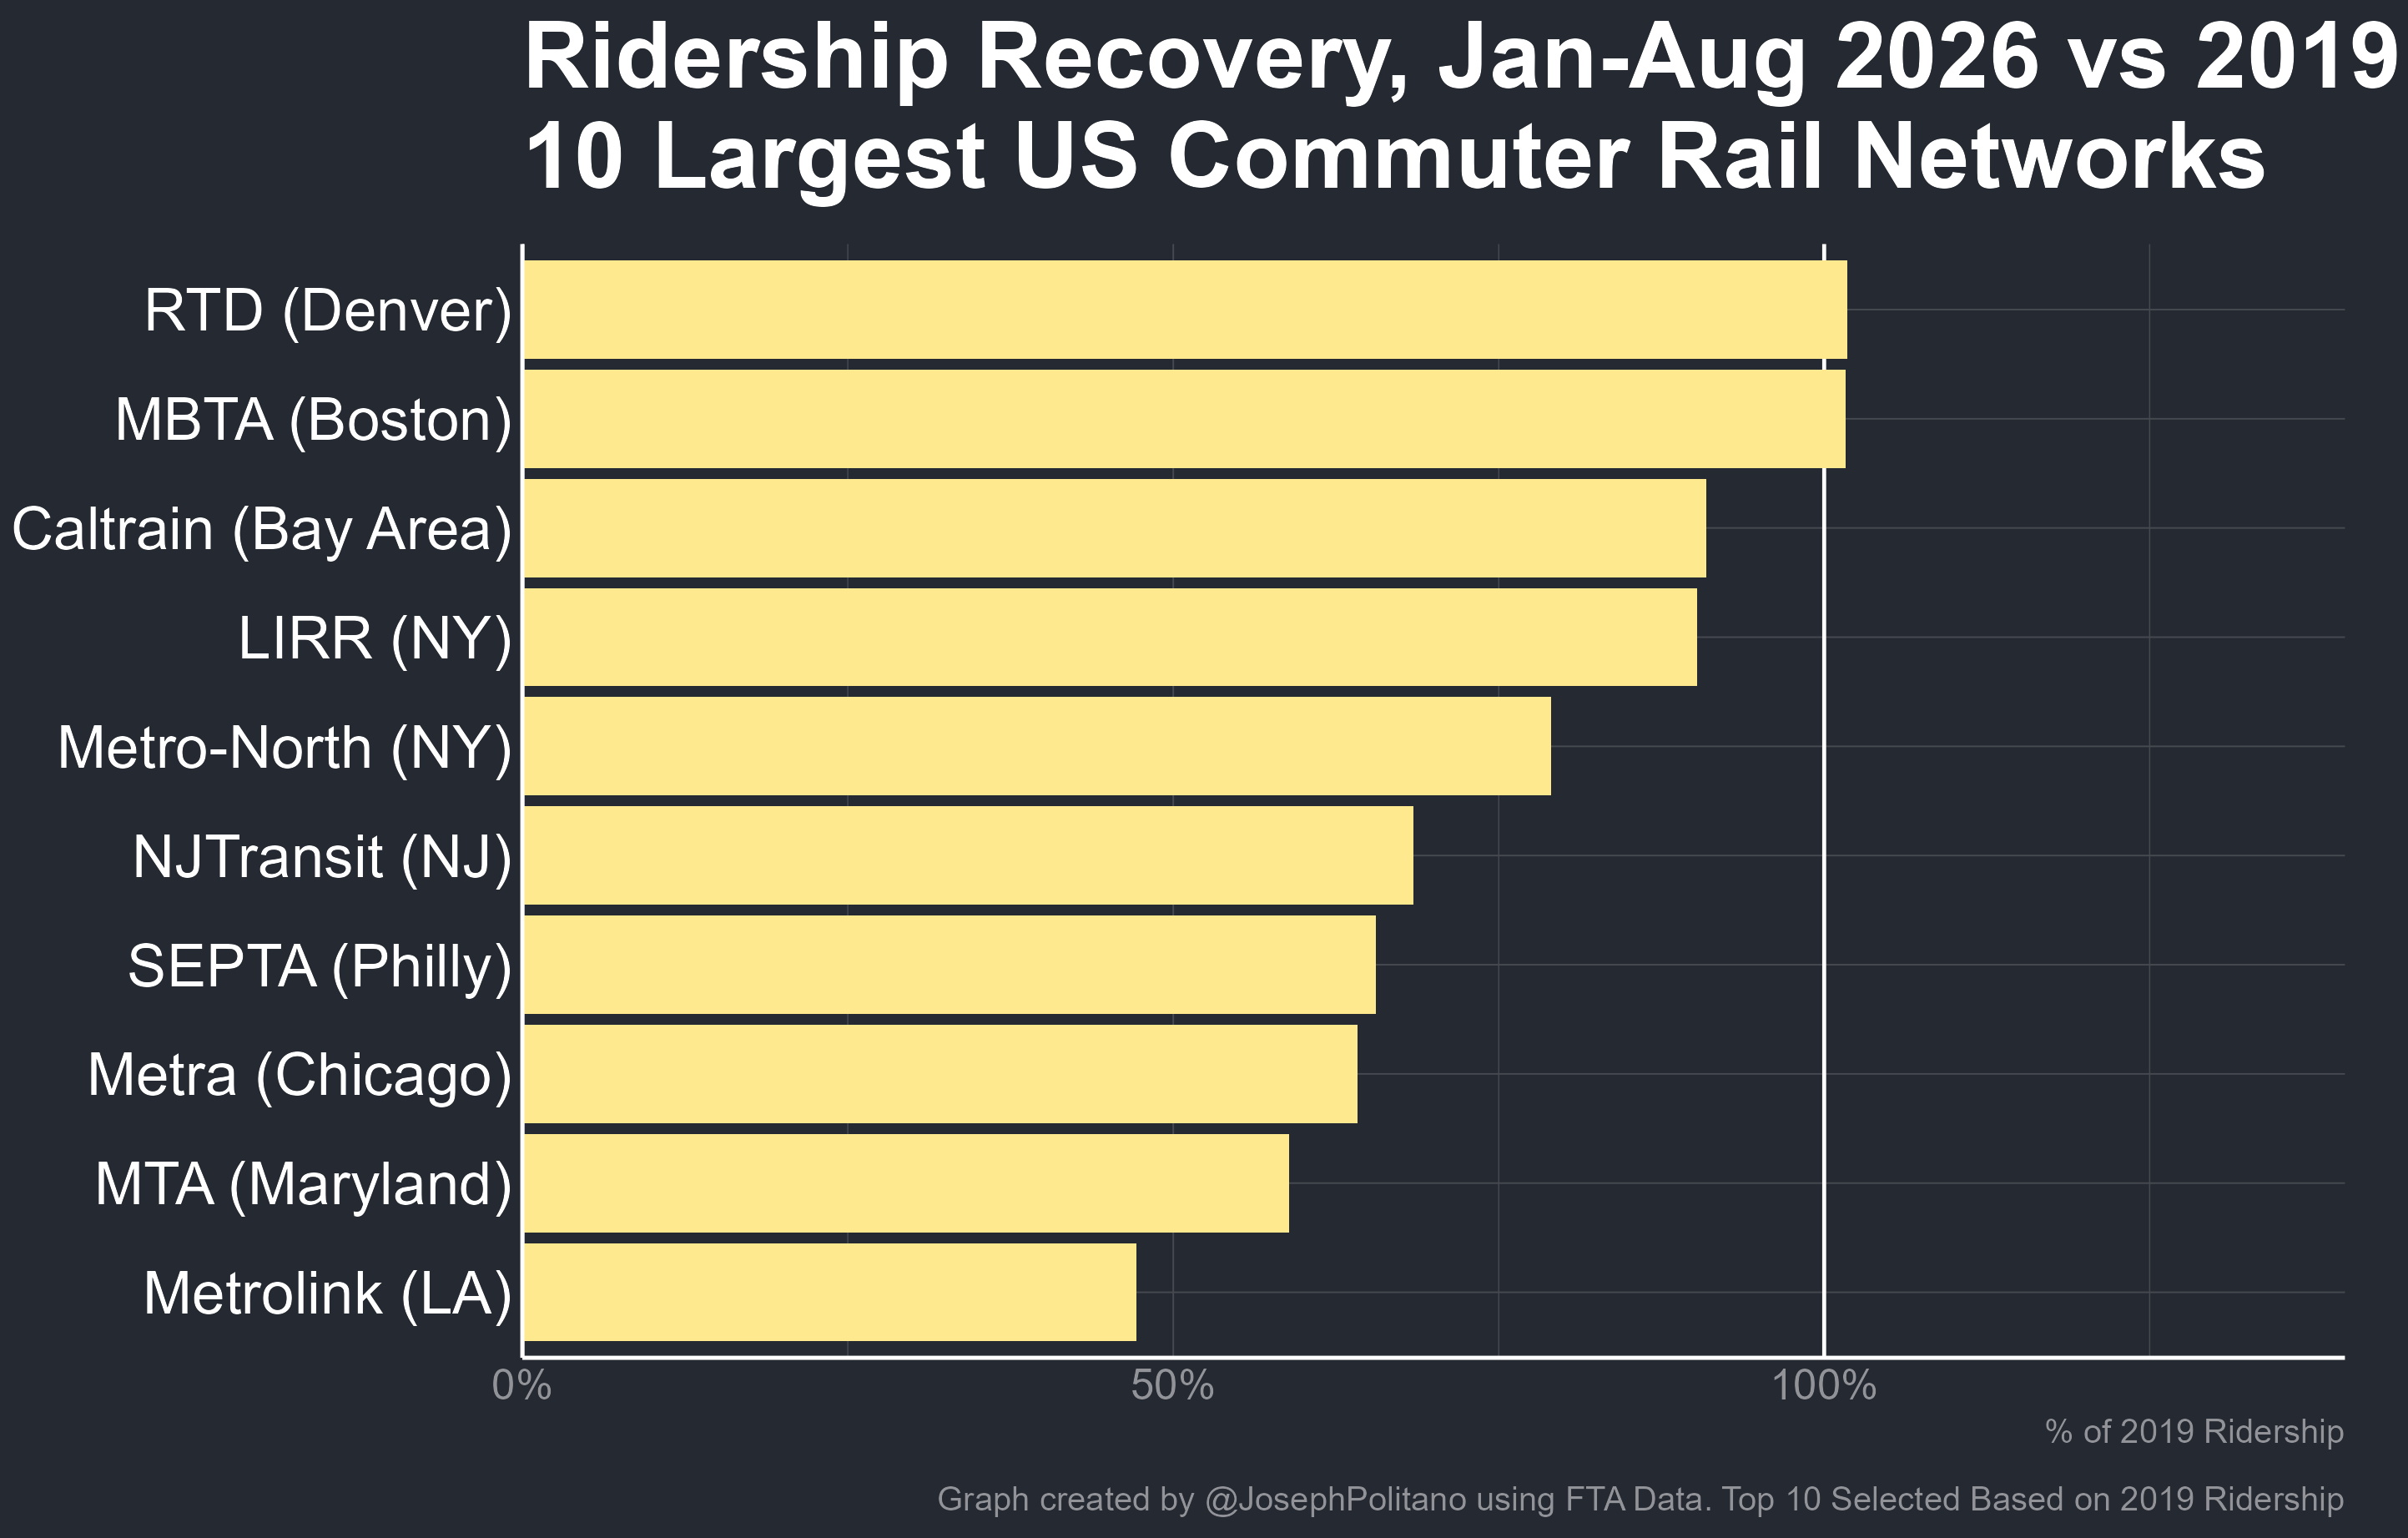 Ridership Recovery, Jan-Aug 2026 vs 2019
10 Largest US Commuter Rail Networks
RTD (Denver)
MBTA (Boston)
Caltrain (Bay Area)
LIRR (NY)
Metro-North (NY)
NJTransit (NJ)
SEPTA (Philly)
Metra (Chicago)
MTA (Maryland)
Metrolink (LA)
0% 50% 100%
% of 2019 Ridership
Graph created by @JosephPolitano using FTA Data. Top 10 Selected Based on 2019 Ridership